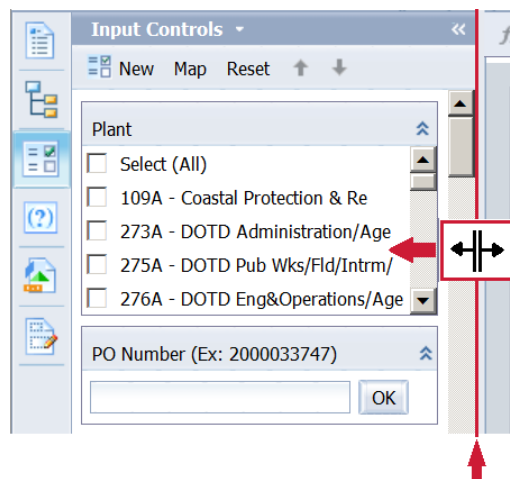 Input Controls
New Map Reset
Plant
Select (All)
109A - Coastal Protection & Re
273A - DOTD Administration/Age
275A - DOTD Pub Wks/Fld/Intrm/
276A - DOTD Eng&Operations/Age
PO Number (Ex: 2000033747)
OK
(?)